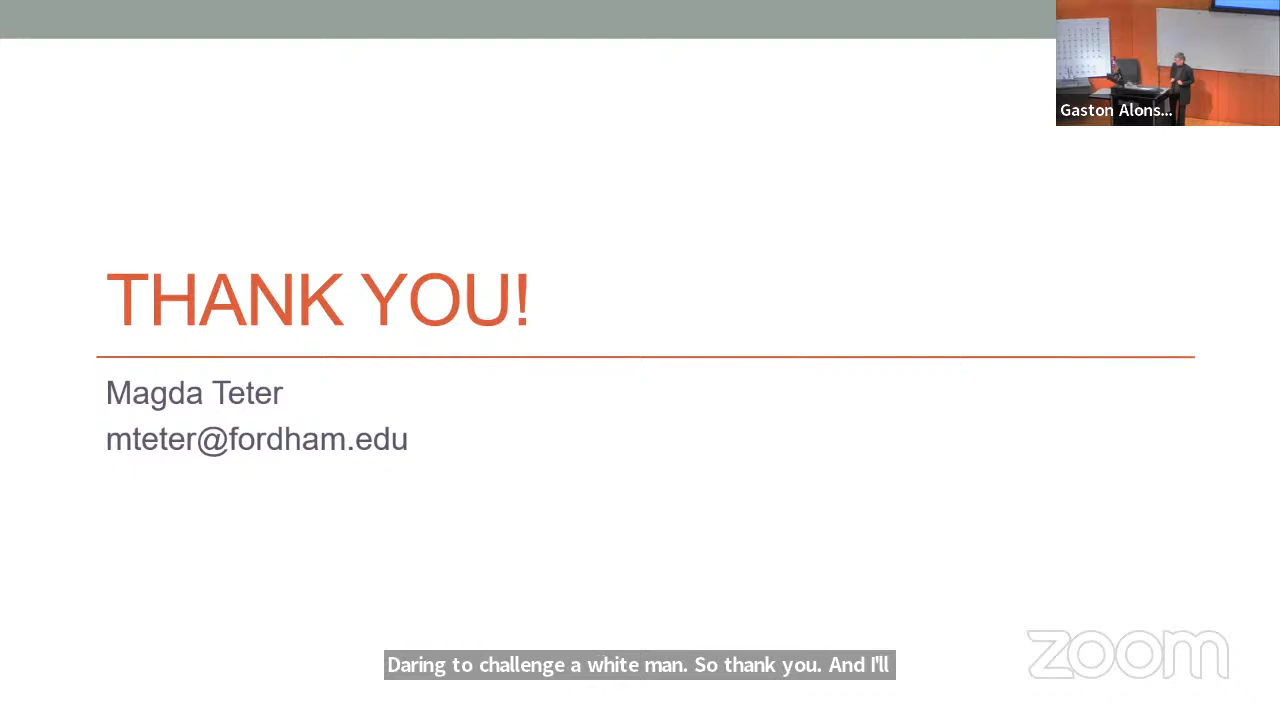 Gaston Alons...
THANK YOU!
Magda Teter
mteter@fordham.edu
Daring to challenge a white man. So thank you. And I'll
zoom